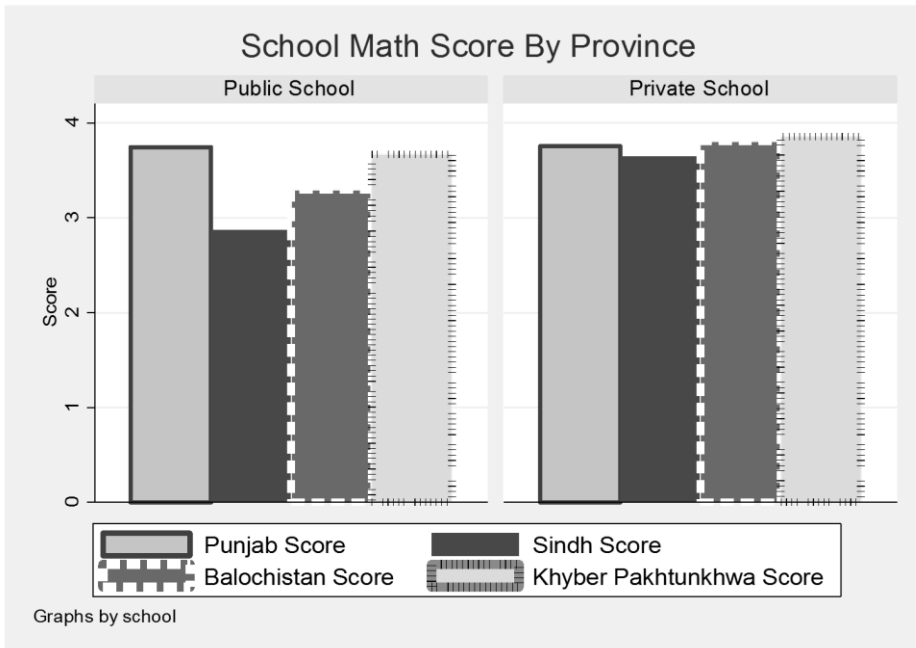 School Math Score By Province
Public School
Private School
Score
4
3
2
1
0
Punjab Score
Sindh Score
Balochistan Score
Khyber Pakhtunkhwa Score
Graphs by school